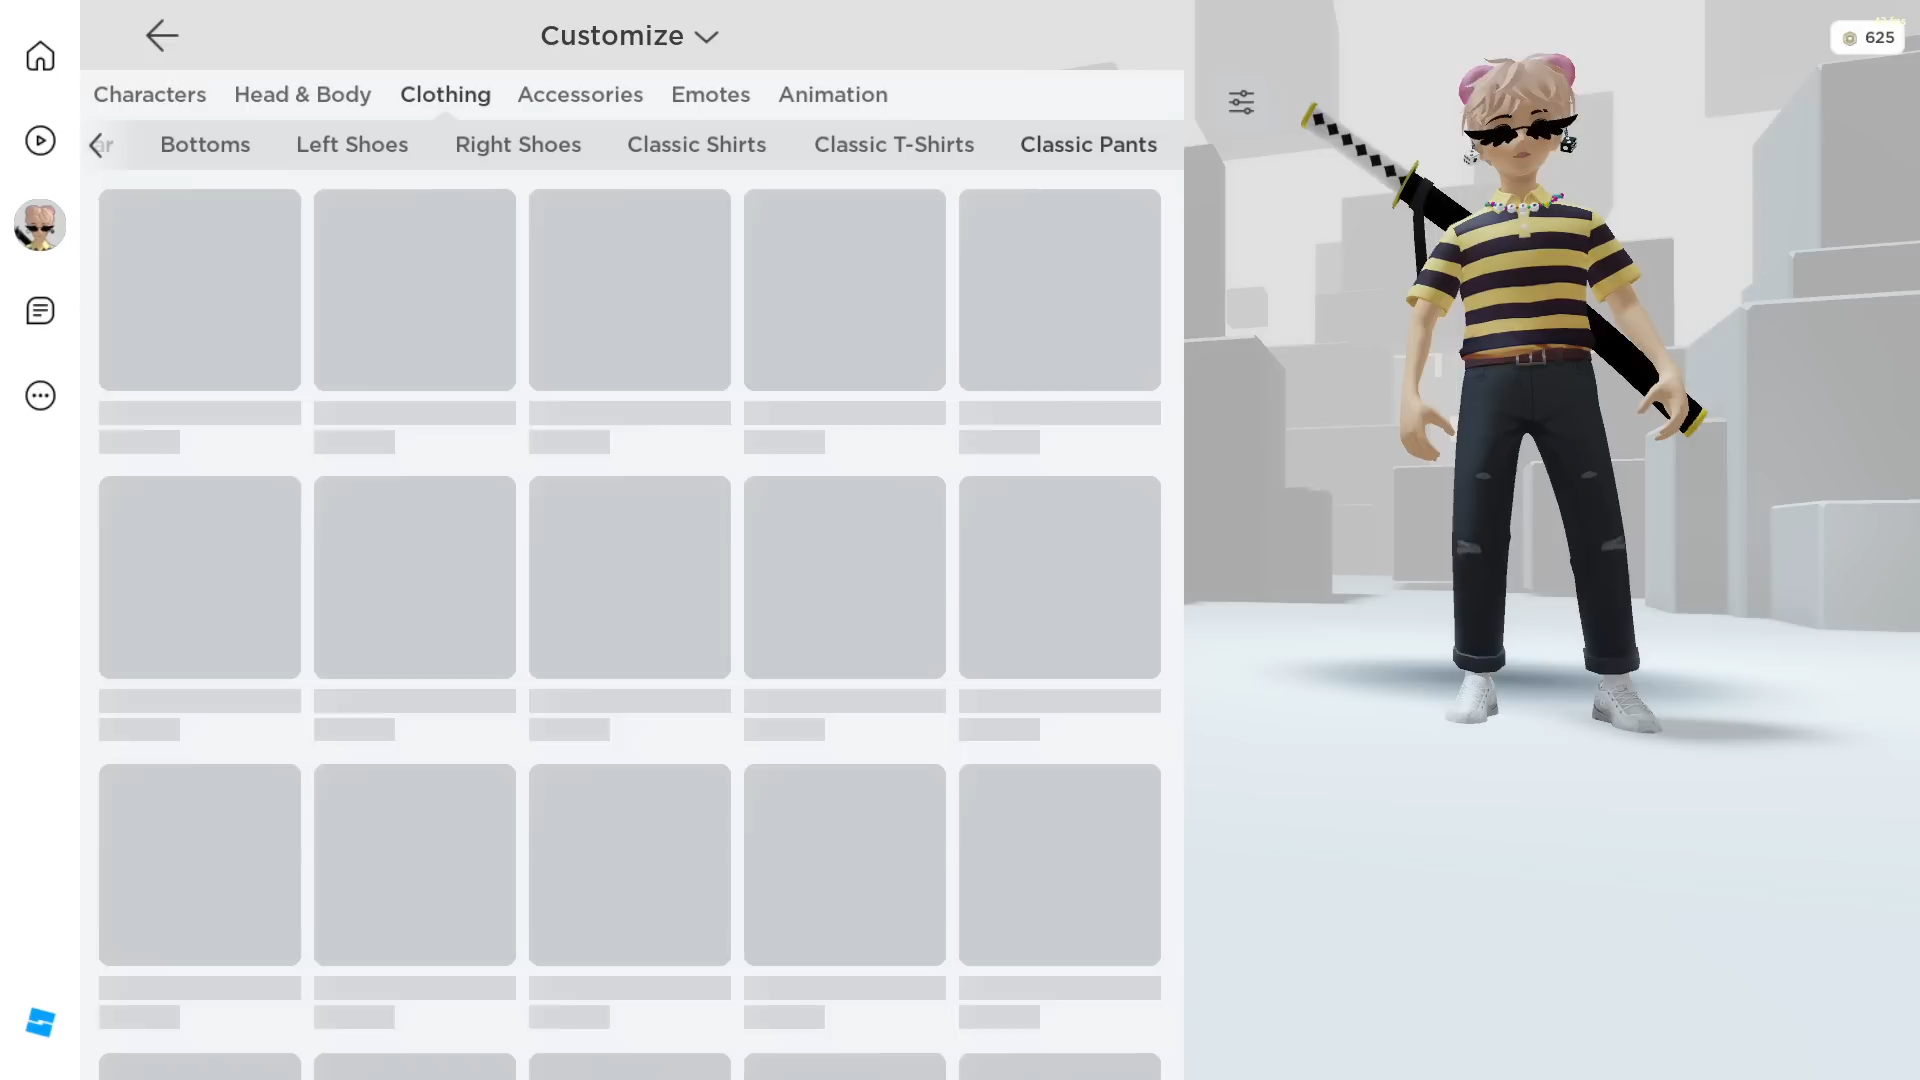 Customize
625
Characters Head & Body Clothing Accessories Emotes Animation
Bottoms Left Shoes Right Shoes Classic Shirts Classic T-Shirts Classic Pants